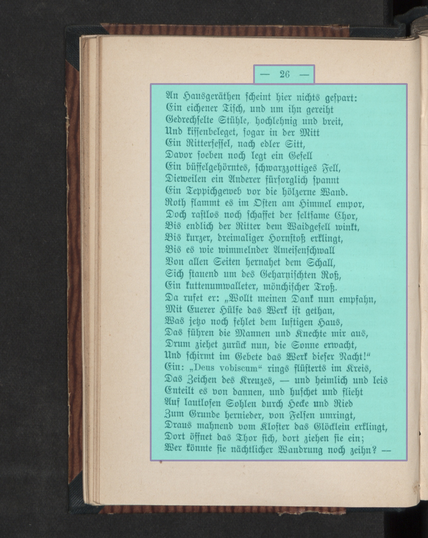 — 26 —
An Hausgeräthen scheint hier nichts gespart:
Ein eichener Tisch, und um ihn gereiht
Gedrechselte Stühle, hochlehnig und breit,
Und kissenbeleget, sogar in der Mitt
Ein Rittersessel, nach edler Sitt,
Davor soeben noch legt ein Gesell
Ein büffelgehörntes, schwarzzottiges Fell,
Dieweilen ein Anderer fürsorglich spannt
Ein Teppichgeweb vor die hölzerne Wand.
Roth flammt es im Osten am Himmel empor,
Doch rastlos noch schaffet der seltsame Chor,
Bis endlich der Ritter dem Waidgesell winkt,
Bis kurzer, dreimaliger Hornstoß erklingt,
Bis es wie wimmelnder Ameisenschwall
Von allen Seiten hernahet dem Schall,
Sich stauend um des Geharnischten Roß,
Ein kuttenumwalleter, mönchischer Troß.
Da rufet er: „Wollt meinen Dank nun empfahn,
Mit Euerer Hülfe das Werk ist gethan,
Was jetzo noch fehlet dem lustigen Haus,
Das führen die Mannen und Knechte mir aus,
Drum ziehet zurück nun, die Sonne erwacht,
Und schirmt im Gebete das Werk dieser Nacht!“
Ein: „Deus vobiscum“ rings flüsterts im Kreis,
Das Zeichen des Kreuzes, — und heimlich und leis
Enteilt es von dannen, und huschet und flieht
Auf lautlosen Sohlen durch Hecke und Ried
Zum Grunde hernieder, von Felsen umringt,
Draus mahnend vom Kloster das Glöcklein erklingt,
Dort öffnet das Thor sich, dort ziehen sie ein;
Wer könnte sie nächtlicher Wandrung noch zeihn? —